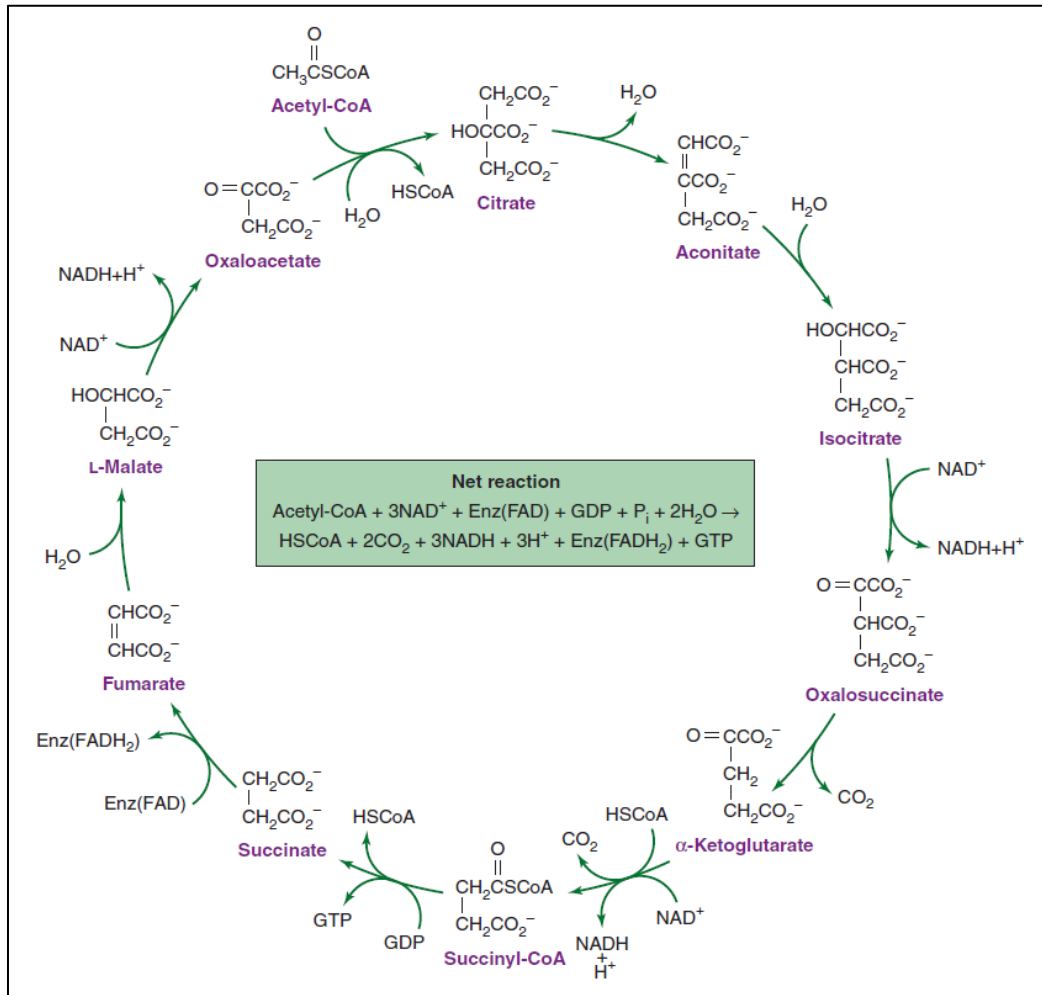 O
||
CH₃CSCoA
Acetyl-CoA
CH₂CO₂⁻
|
HOCCO₂⁻
|
CH₂CO₂⁻
Citrate
H₂O
HSCoA
H₂O
CHCO₂⁻
||
CCO₂⁻
|
CH₂CO₂⁻
Aconitate
H₂O
HOCHCO₂⁻
|
CHCO₂⁻
|
CH₂CO₂⁻
Isocitrate
NAD⁺
NADH+H⁺
O=CCO₂⁻
|
CHCO₂⁻
|
CH₂CO₂⁻
Oxalosuccinate
CO₂
O=CCO₂⁻
|
CH₂
|
CH₂CO₂⁻
α-Ketoglutarate
HSCoA
CO₂
NAD⁺
NADH
+
H⁺
O
||
CH₂CSCoA
|
CH₂CO₂⁻
Succinyl-CoA
HSCoA
GTP
GDP
CH₂CO₂⁻
|
CH₂CO₂⁻
Succinate
Enz(FADH₂)
Enz(FAD)
CHCO₂⁻
||
CHCO₂⁻
Fumarate
H₂O
HOCHCO₂⁻
|
CH₂CO₂⁻
L-Malate
NAD⁺
NADH+H⁺
O=CCO₂⁻
|
CH₂CO₂⁻
Oxaloacetate
Net reaction
Acetyl-CoA + 3NAD⁺ + Enz(FAD) + GDP + Pᵢ + 2H₂O →
HSCoA + 2CO₂ + 3NADH + 3H⁺ + Enz(FADH₂) + GTP